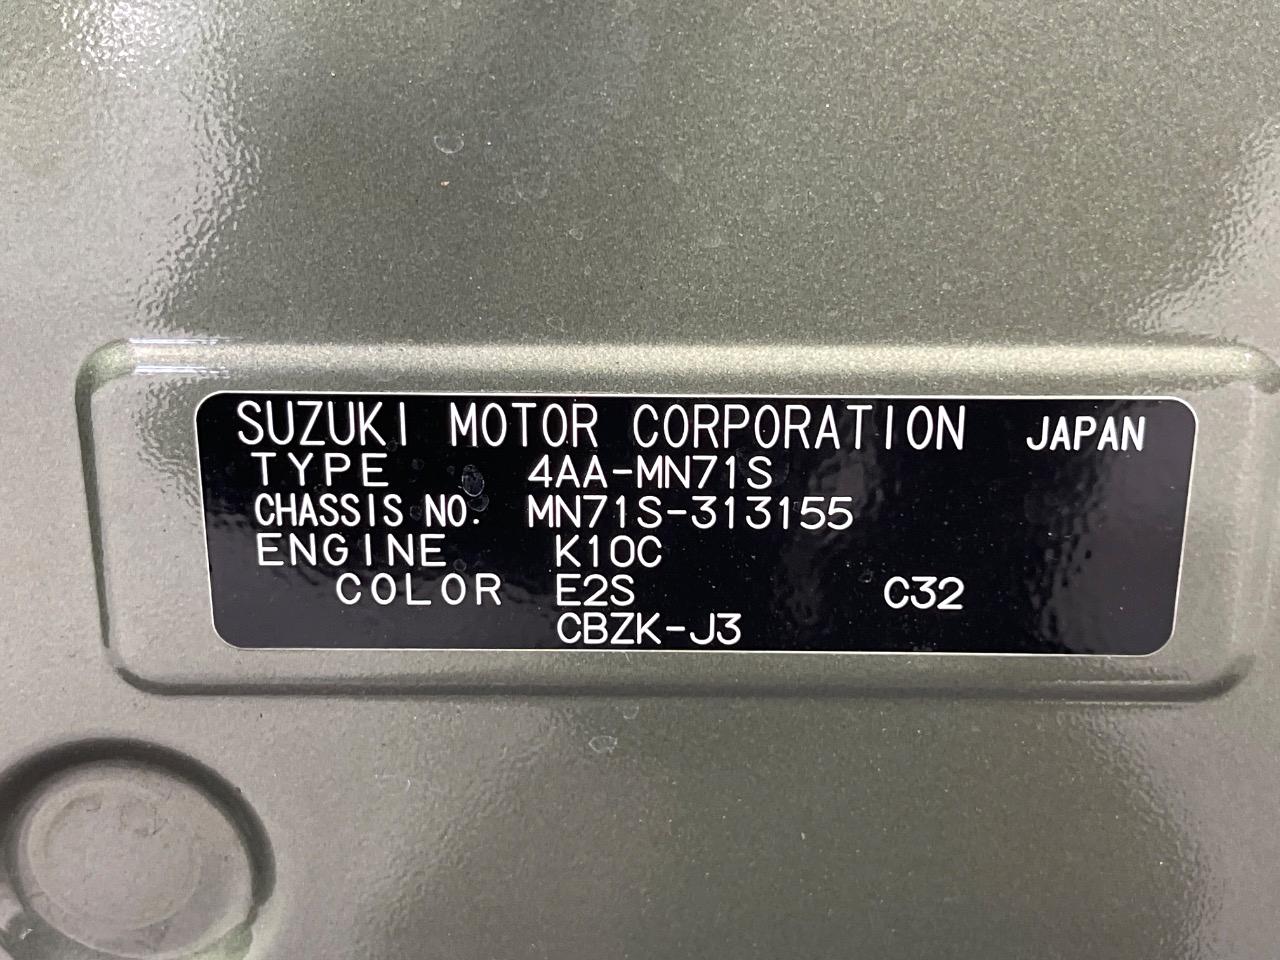 SUZUKI MOTOR CORPORATION JAPAN
TYPE 4AA-MN71S
CHASSIS NO. MN71S-313155
ENGINE K10C
COLOR E2S C32
CBZK-J3